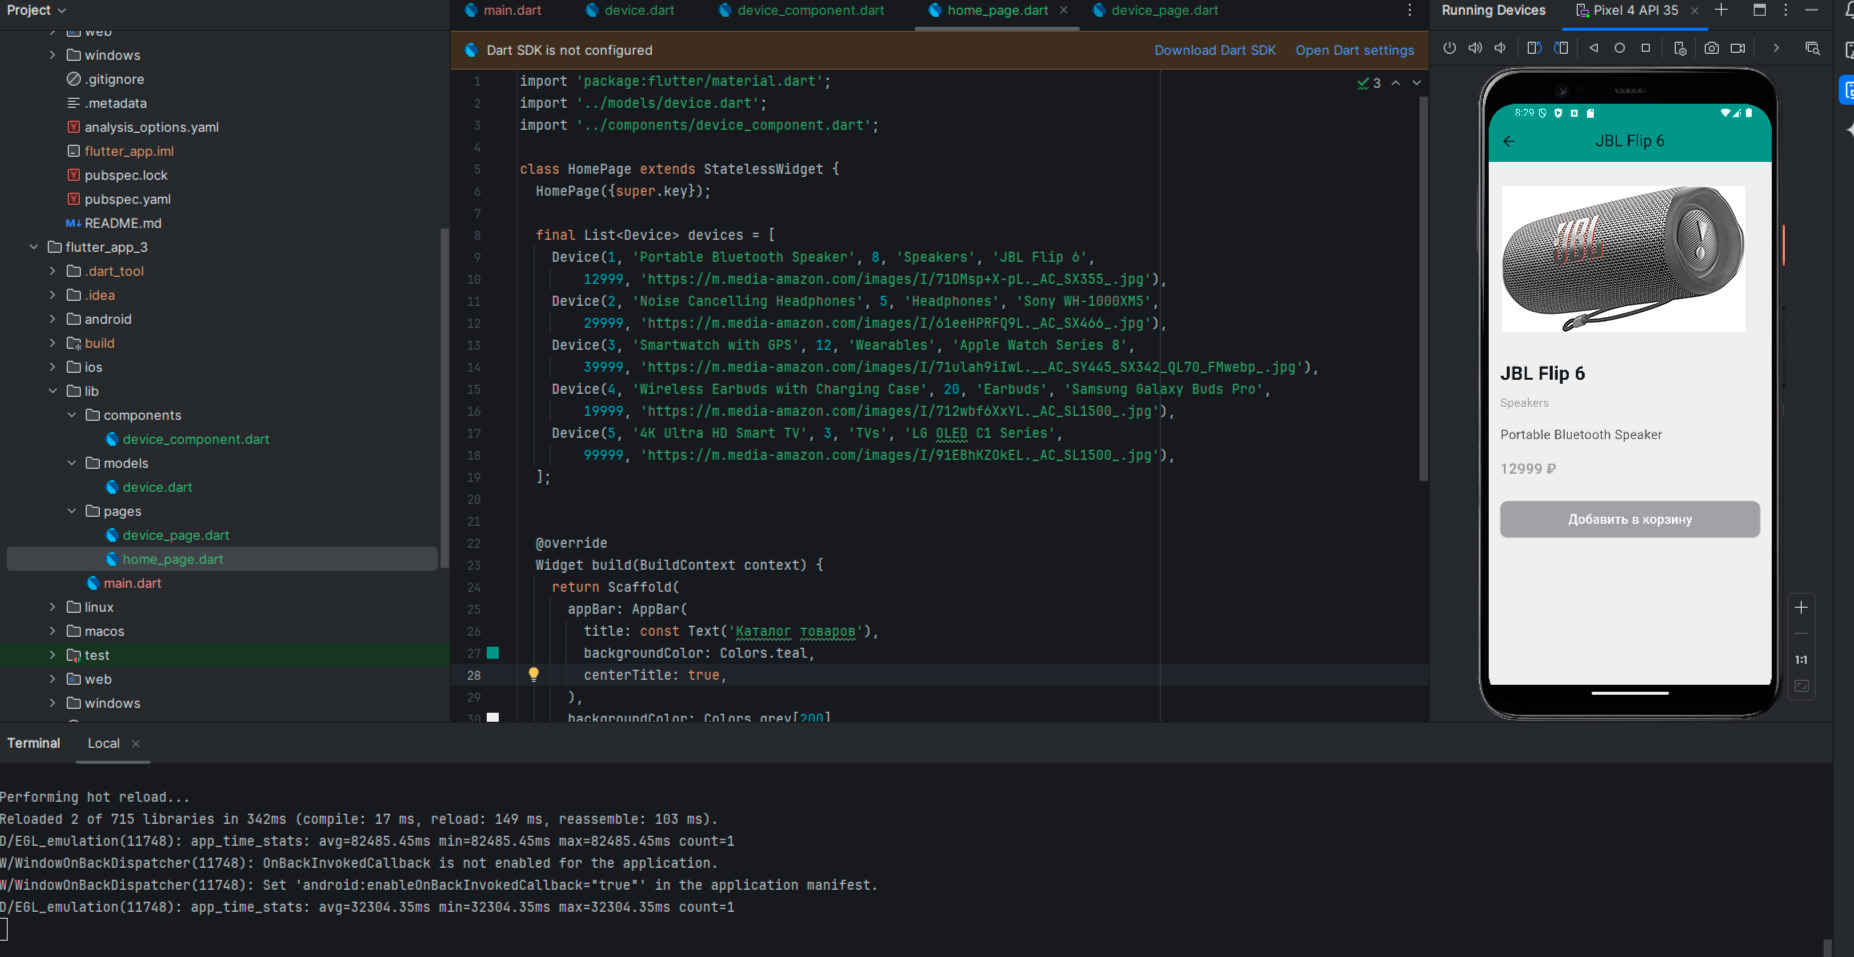 Project
main.dart
device.dart
device_component.dart
home_page.dart
device_page.dart
Running Devices
Pixel 4 API 35
web
windows
.gitignore
.metadata
analysis_options.yaml
flutter_app.iml
pubspec.lock
pubspec.yaml
M↓ README.md
flutter_app_3
.dart_tool
.idea
android
build
ios
lib
components
device_component.dart
models
device.dart
pages
device_page.dart
home_page.dart
main.dart
linux
macos
test
web
windows
Dart SDK is not configured
Download Dart SDK
Open Dart settings
3
1 import 'package:flutter/material.dart';
2 import '../models/device.dart';
3 import '../components/device_component.dart';
4
5 class HomePage extends StatelessWidget {
6 HomePage({super.key});
7
8 final List<Device> devices = [
9 Device(1, 'Portable Bluetooth Speaker', 8, 'Speakers', 'JBL Flip 6',
10 12999, 'https://m.media-amazon.com/images/I/71DMsp+X-pL._AC_SX355_.jpg'),
11 Device(2, 'Noise Cancelling Headphones', 5, 'Headphones', 'Sony WH-1000XM5',
12 29999, 'https://m.media-amazon.com/images/I/61eeHPRFQ9L._AC_SX466_.jpg'),
13 Device(3, 'Smartwatch with GPS', 12, 'Wearables', 'Apple Watch Series 8',
14 39999, 'https://m.media-amazon.com/images/I/71ulah9iIwL.__AC_SY445_SX342_QL70_FMwebp_.jpg'),
15 Device(4, 'Wireless Earbuds with Charging Case', 20, 'Earbuds', 'Samsung Galaxy Buds Pro',
16 19999, 'https://m.media-amazon.com/images/I/712wbf6XxYL._AC_SL1500_.jpg'),
17 Device(5, '4K Ultra HD Smart TV', 3, 'TVs', 'LG OLED C1 Series',
18 99999, 'https://m.media-amazon.com/images/I/91EBhKZOkEL._AC_SL1500_.jpg'),
19 ];
20
21
22 @override
23 Widget build(BuildContext context) {
24 return Scaffold(
25 appBar: AppBar(
26 title: const Text('Каталог товаров'),
27 backgroundColor: Colors.teal,
28 centerTitle: true,
29 ),
30 backgroundColor: Colors.grey[200]
8:29
JBL Flip 6
JBL
JBL Flip 6
Speakers
Portable Bluetooth Speaker
12999 ₽
Добавить в корзину
1:1
Terminal
Local
Performing hot reload...
Reloaded 2 of 715 libraries in 342ms (compile: 17 ms, reload: 149 ms, reassemble: 103 ms).
D/EGL_emulation(11748): app_time_stats: avg=82485.45ms min=82485.45ms max=82485.45ms count=1
W/WindowOnBackDispatcher(11748): OnBackInvokedCallback is not enabled for the application.
W/WindowOnBackDispatcher(11748): Set 'android:enableOnBackInvokedCallback="true"' in the application manifest.
D/EGL_emulation(11748): app_time_stats: avg=32304.35ms min=32304.35ms max=32304.35ms count=1